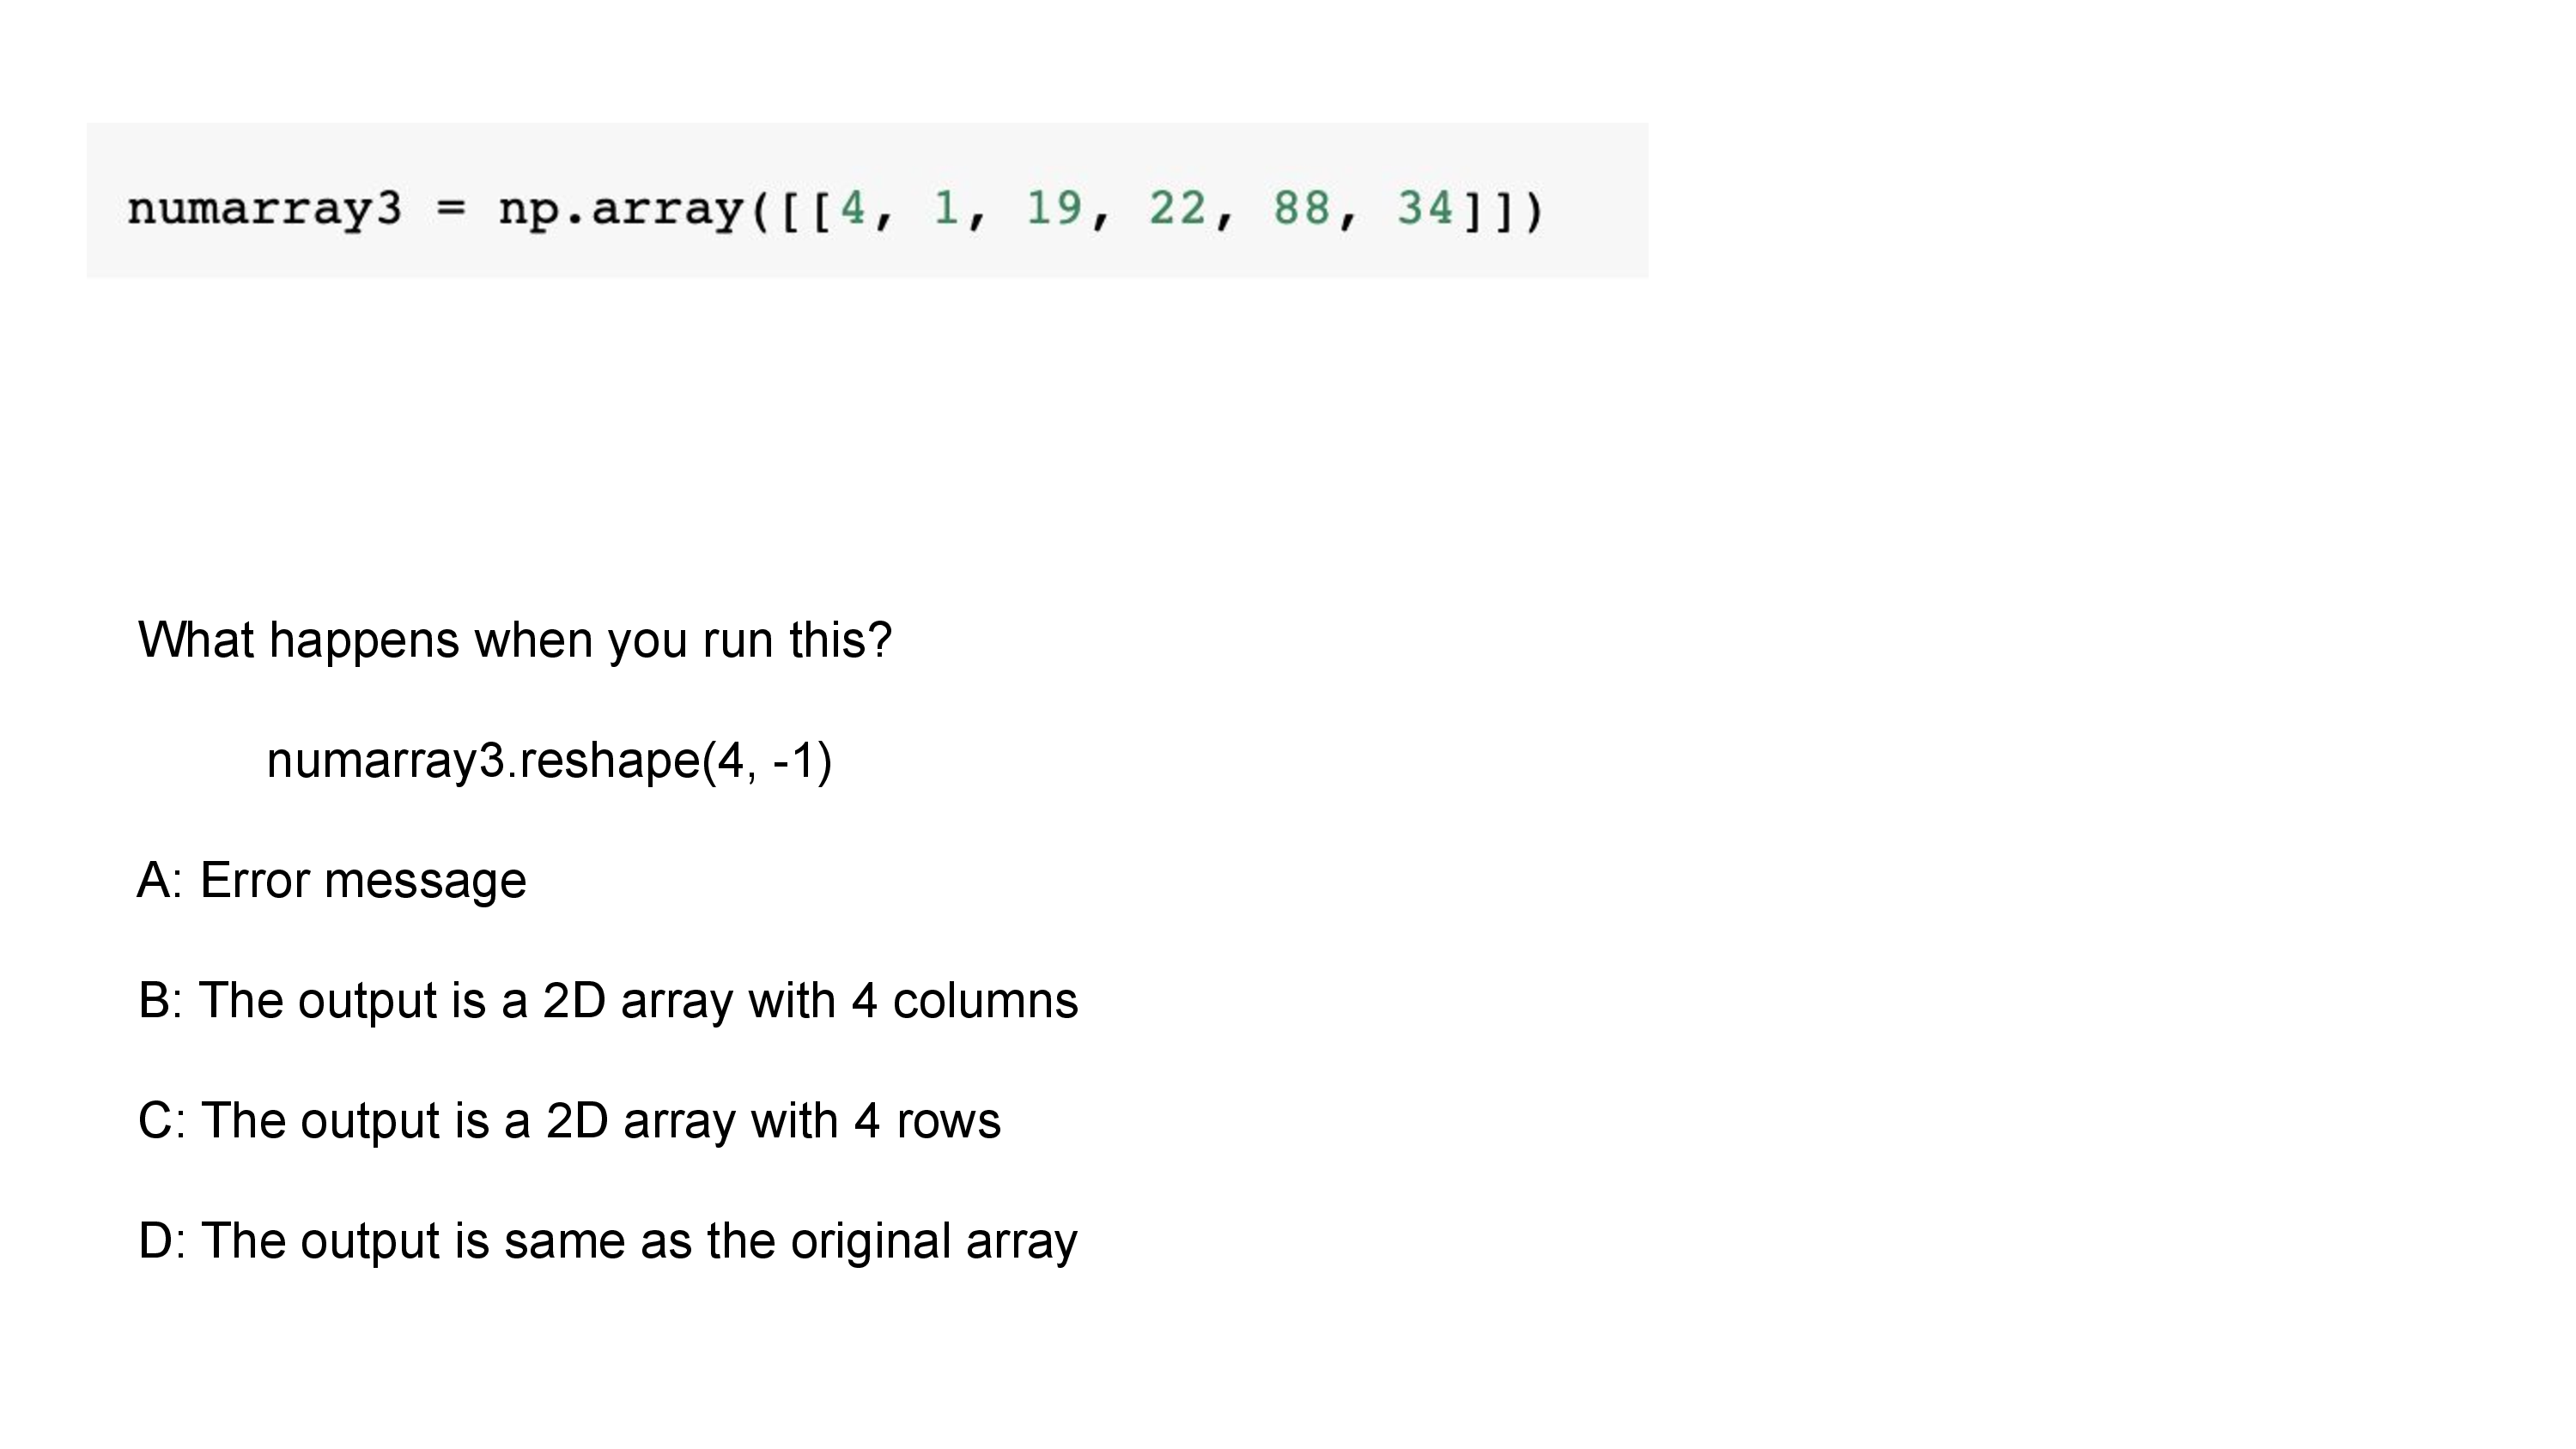 numarray3 = np.array([[4, 1, 19, 22, 88, 34]])
What happens when you run this?
numarray3.reshape(4, -1)
A: Error message
B: The output is a 2D array with 4 columns
C: The output is a 2D array with 4 rows
D: The output is same as the original array